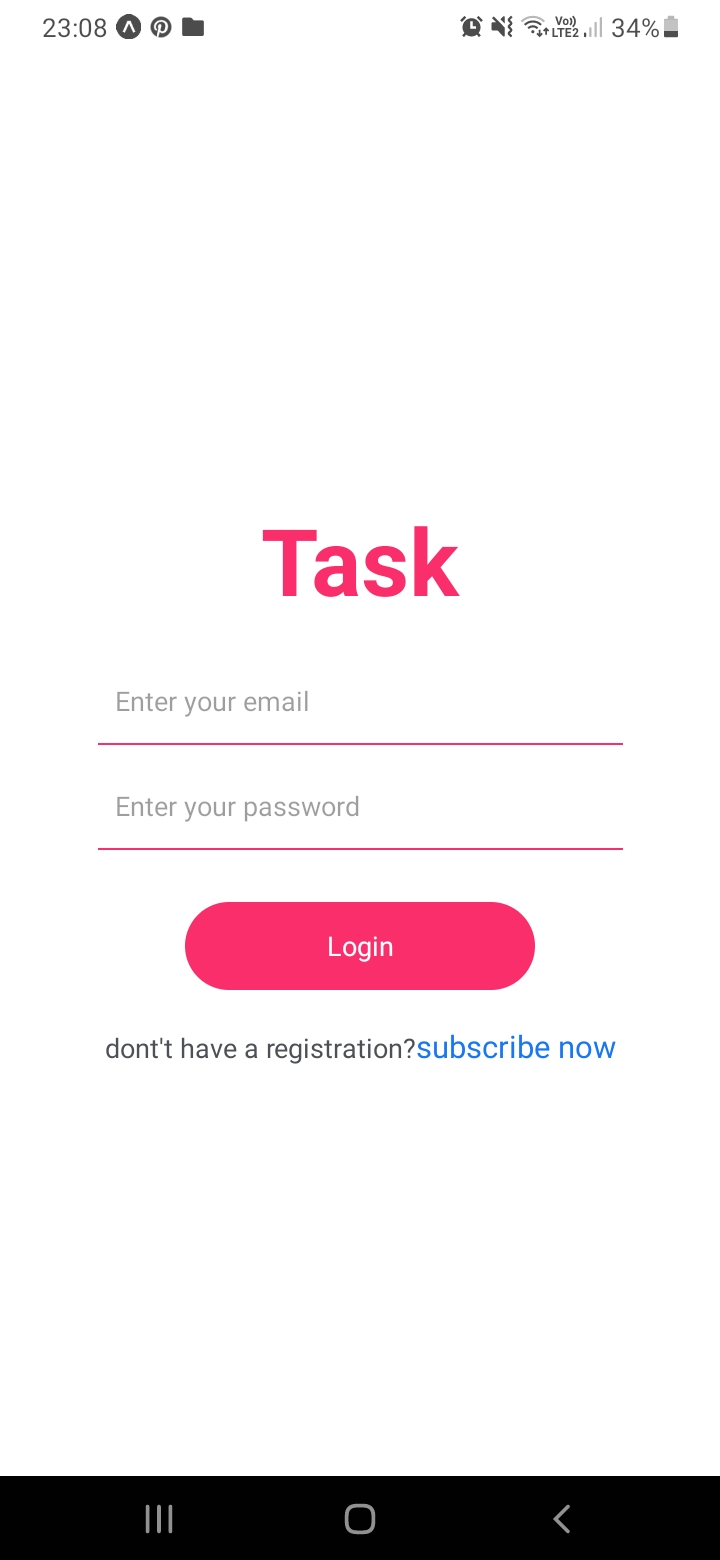 23:08 Vo)) LTE2 34%
Task
Enter your email
Enter your password
Login
dont't have a registration?subscribe now